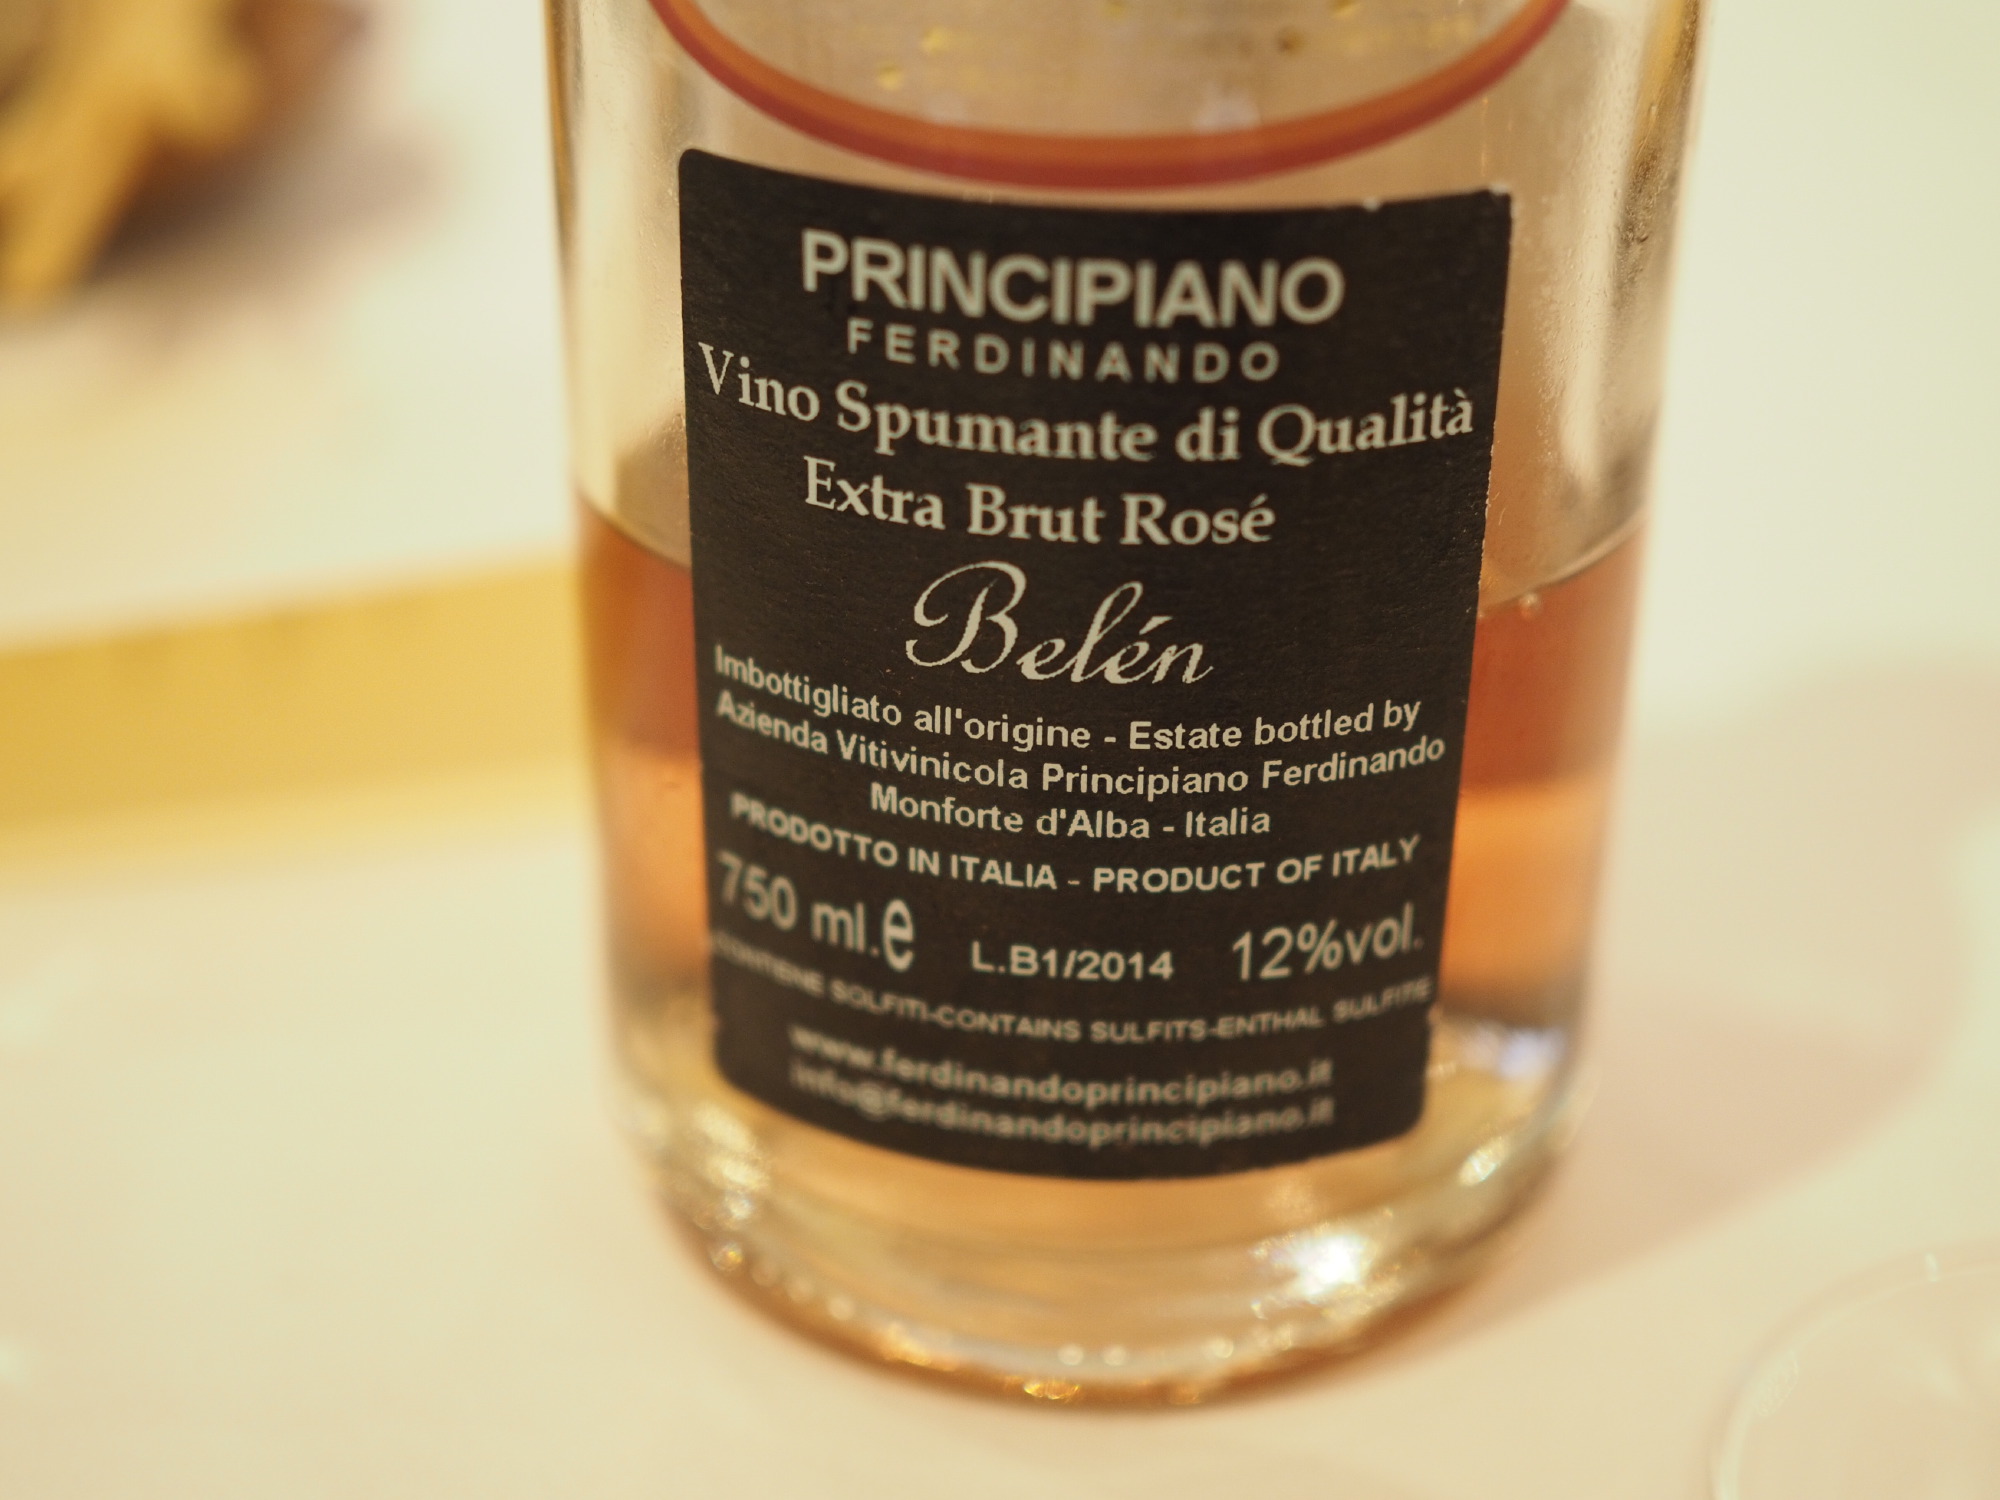 PRINCIPIANO
FERDINANDO
Vino Spumante di Qualità
Extra Brut Rosé
Belén
Imbottigliato all'origine - Estate bottled by
Azienda Vitivinicola Principiano Ferdinando
Monforte d'Alba - Italia
PRODOTTO IN ITALIA - PRODUCT OF ITALY
750 ml.e L.B1/2014 12%vol.
CONTIENE SOLFITI-CONTAINS SULFITS-ENTHAL SULFITIE
www.ferdinandoprincipiano.it
info@ferdinandoprincipiano.it